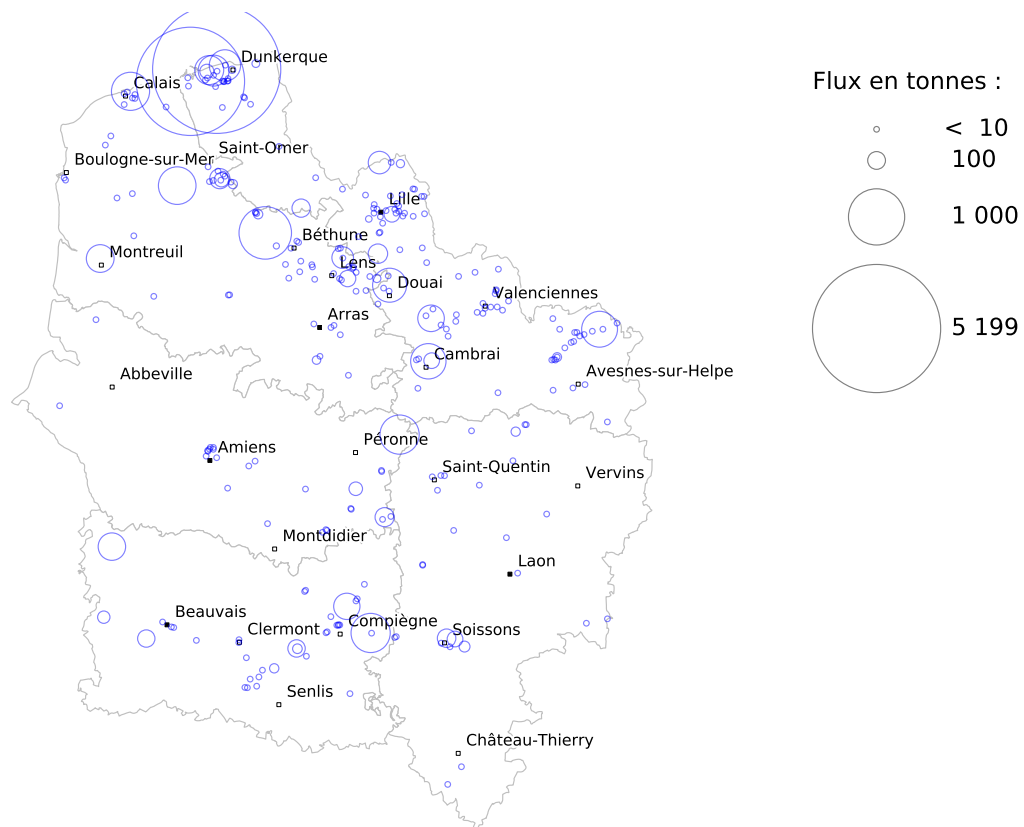 Dunkerque
Flux en tonnes :
Calais
< 10
Saint-Omer
Boulogne-sur-Mer
100
Lille
1 000
Béthune
Montreuil
Lens
Douai
Valenciennes
Arras
5 199
Cambrai
Abbeville
Avesnes-sur-Helpe
Péronne
Amiens
Saint-Quentin
Vervins
Montdidier
Laon
Beauvais
Compiègne
Clermont
Soissons
Senlis
Château-Thierry